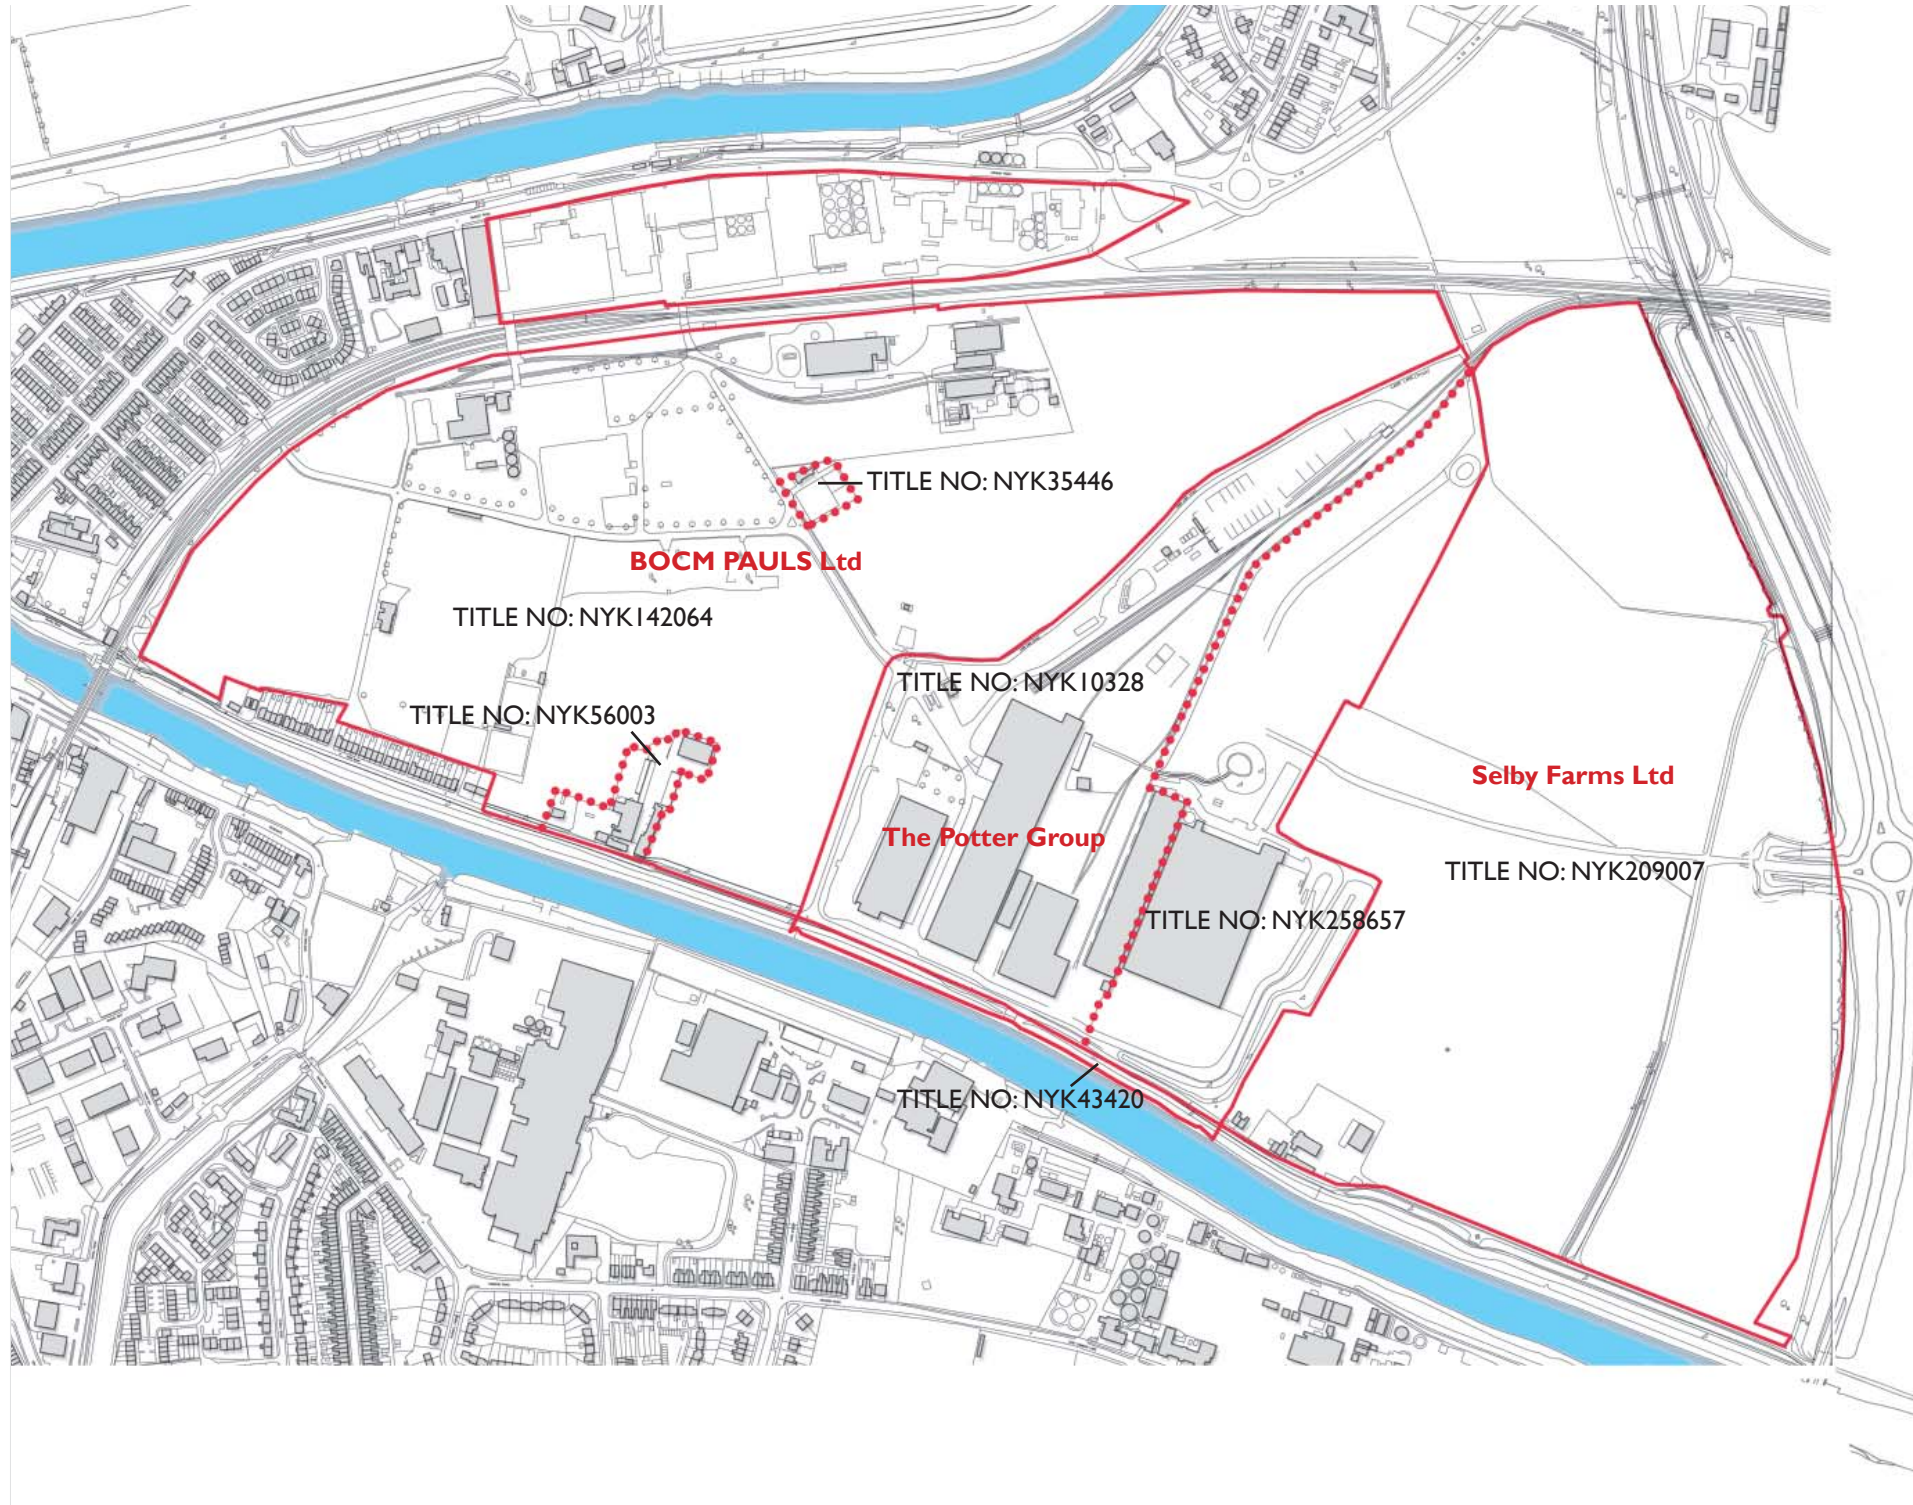 TITLE NO: NYK35446
BOCM PAULS Ltd
TITLE NO: NYK142064
TITLE NO: NYK10328
TITLE NO: NYK56003
Selby Farms Ltd
The Potter Group
TITLE NO: NYK209007
TITLE NO: NYK258657
TITLE NO: NYK43420